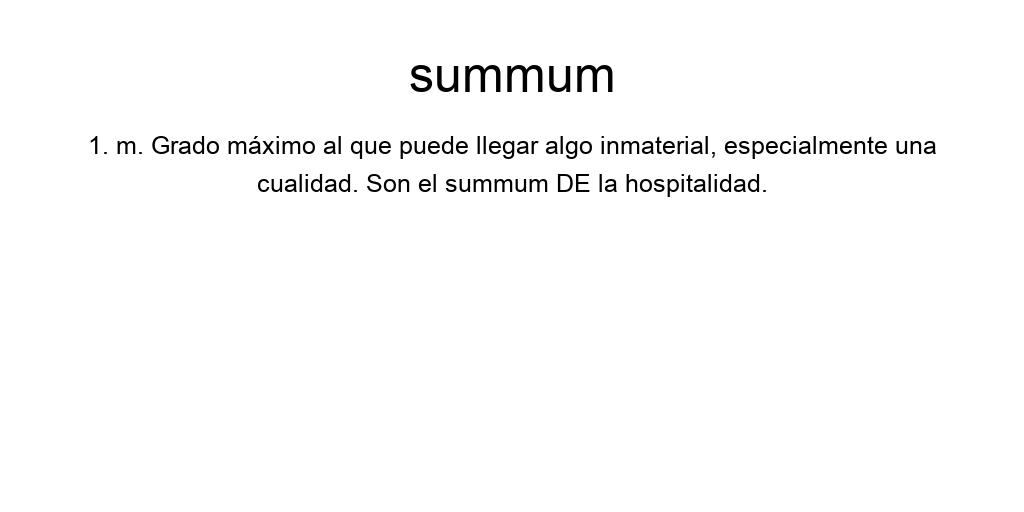 summum
1. m. Grado máximo al que puede llegar algo inmaterial, especialmente una
cualidad. Son el summum DE la hospitalidad.